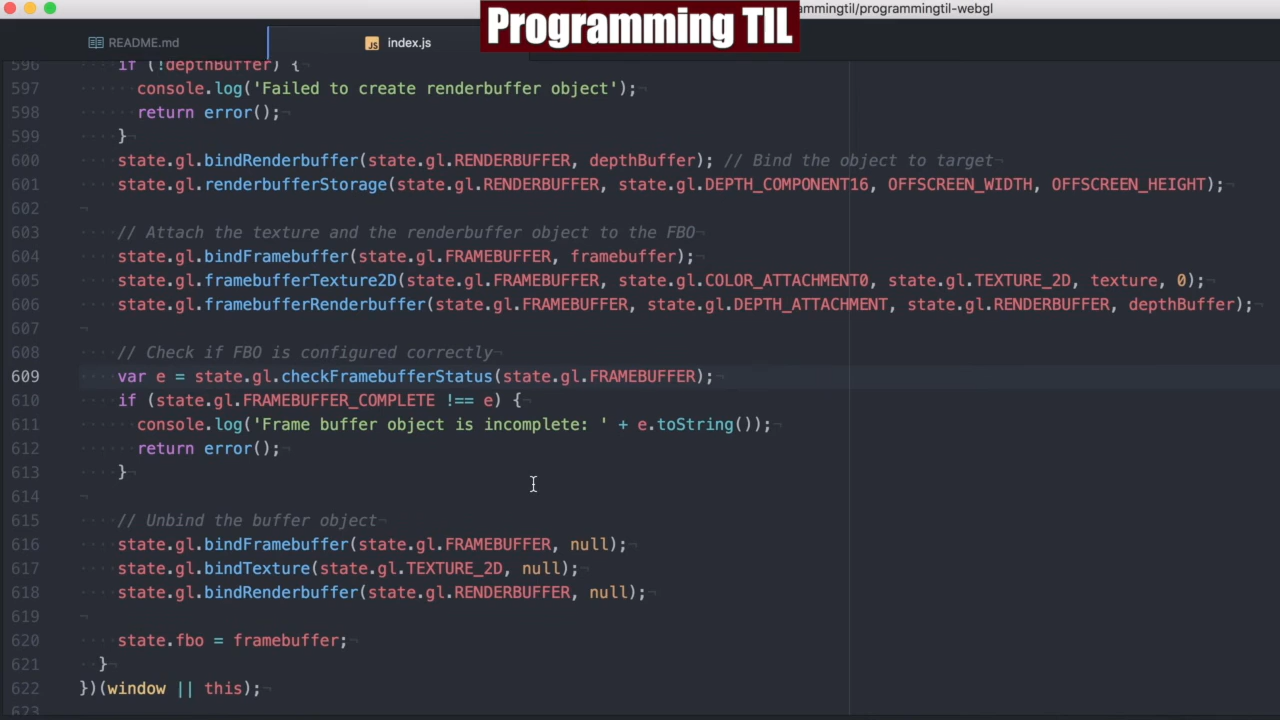 Programming TIL
ammingtil/programmingtil-webgl
README.md
index.js
596 if (!depthBuffer) {
597 console.log('Failed to create renderbuffer object');
598 return error();
599 }
600 state.gl.bindRenderbuffer(state.gl.RENDERBUFFER, depthBuffer); // Bind the object to target
601 state.gl.renderbufferStorage(state.gl.RENDERBUFFER, state.gl.DEPTH_COMPONENT16, OFFSCREEN_WIDTH, OFFSCREEN_HEIGHT);
602
603 // Attach the texture and the renderbuffer object to the FBO
604 state.gl.bindFramebuffer(state.gl.FRAMEBUFFER, framebuffer);
605 state.gl.framebufferTexture2D(state.gl.FRAMEBUFFER, state.gl.COLOR_ATTACHMENT0, state.gl.TEXTURE_2D, texture, 0);
606 state.gl.framebufferRenderbuffer(state.gl.FRAMEBUFFER, state.gl.DEPTH_ATTACHMENT, state.gl.RENDERBUFFER, depthBuffer);
607
608 // Check if FBO is configured correctly
609 var e = state.gl.checkFramebufferStatus(state.gl.FRAMEBUFFER);
610 if (state.gl.FRAMEBUFFER_COMPLETE !== e) {
611 console.log('Frame buffer object is incomplete: ' + e.toString());
612 return error();
613 }
614
615 // Unbind the buffer object
616 state.gl.bindFramebuffer(state.gl.FRAMEBUFFER, null);
617 state.gl.bindTexture(state.gl.TEXTURE_2D, null);
618 state.gl.bindRenderbuffer(state.gl.RENDERBUFFER, null);
619
620 state.fbo = framebuffer;
621 }
622 })(window || this);
623